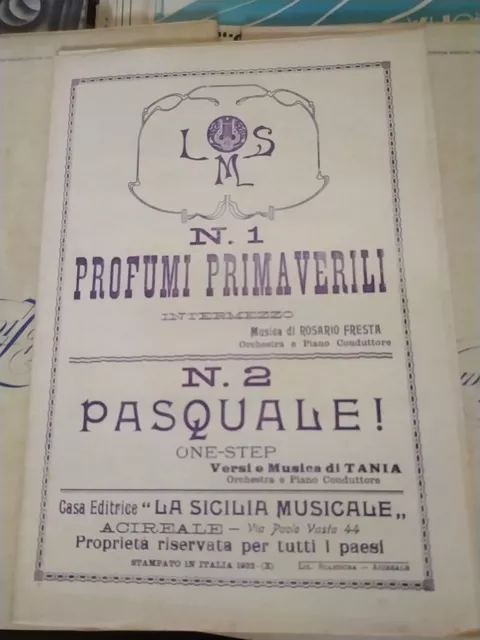 L S
M
N. 1
PROFUMI PRIMAVERILI
INTERMEZZO
Musica di ROSARIO FRESTA
Orchestra e Piano Conduttore
N. 2
PASQUALE!
ONE-STEP
Versi e Musica di TANIA
Orchestra e Piano Conduttore
Casa Editrice "LA SICILIA MUSICALE„
ACIREALE — Via Paolo Vasta 44
Proprietà riservata per tutti i paesi
STAMPATO IN ITALIA 1932 - (X) Lit. — ACIREALE